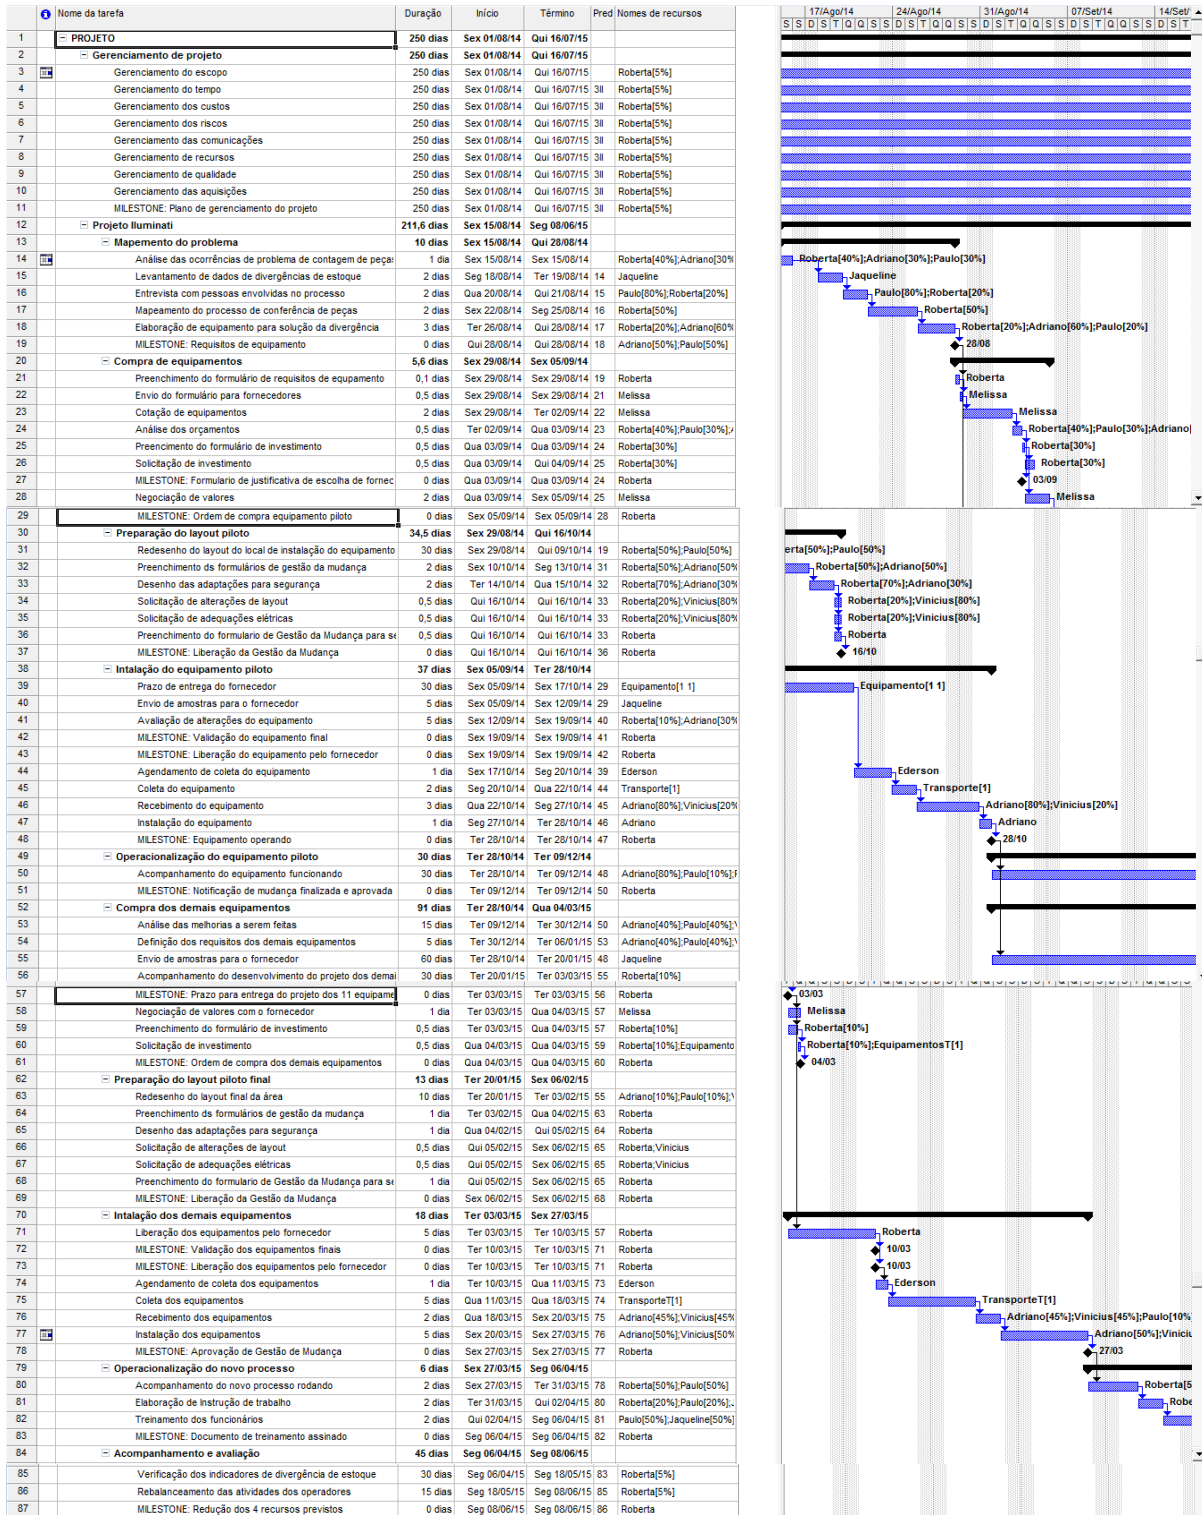 Nome da tarefa Duração Início Término Pred Nomes de recursos 17/Ago/14 24/Ago/14 31/Ago/14 07/Set/14 14/Set/
S S D S T Q Q S S D S T Q Q S S D S T Q Q S S D S T Q Q S S D S T
1 PROJETO 250 dias Sex 01/08/14 Qui 16/07/15
2 Gerenciamento de projeto 250 dias Sex 01/08/14 Qui 16/07/15
3 Gerenciamento do escopo 250 dias Sex 01/08/14 Qui 16/07/15 Roberta[5%]
4 Gerenciamento do tempo 250 dias Sex 01/08/14 Qui 16/07/15 3II Roberta[5%]
5 Gerenciamento dos custos 250 dias Sex 01/08/14 Qui 16/07/15 3II Roberta[5%]
6 Gerenciamento dos riscos 250 dias Sex 01/08/14 Qui 16/07/15 3II Roberta[5%]
7 Gerenciamento das comunicações 250 dias Sex 01/08/14 Qui 16/07/15 3II Roberta[5%]
8 Gerenciamento de recursos 250 dias Sex 01/08/14 Qui 16/07/15 3II Roberta[5%]
9 Gerenciamento de qualidade 250 dias Sex 01/08/14 Qui 16/07/15 3II Roberta[5%]
10 Gerenciamento das aquisições 250 dias Sex 01/08/14 Qui 16/07/15 3II Roberta[5%]
11 MILESTONE: Plano de gerenciamento do projeto 250 dias Sex 01/08/14 Qui 16/07/15 3II Roberta[5%]
12 Projeto Iluminati 211,6 dias Sex 15/08/14 Seg 08/06/15
13 Mapemento do problema 10 dias Sex 15/08/14 Qui 28/08/14
14 Análise das ocorrências de problema de contagem de peças 1 dia Sex 15/08/14 Sex 15/08/14 Roberta[40%];Adriano[30% Roberta[40%];Adriano[30%];Paulo[30%]
15 Levantamento de dados de divergências de estoque 2 dias Seg 18/08/14 Ter 19/08/14 14 Jaqueline Jaqueline
16 Entrevista com pessoas envolvidas no processo 2 dias Qua 20/08/14 Qui 21/08/14 15 Paulo[80%];Roberta[20%] Paulo[80%];Roberta[20%]
17 Mapeamento do processo de conferência de peças 2 dias Sex 22/08/14 Seg 25/08/14 16 Roberta[50%] Roberta[50%]
18 Elaboração de equipamento para solução da divergência 3 dias Ter 26/08/14 Qui 28/08/14 17 Roberta[20%];Adriano[60% Roberta[20%];Adriano[60%];Paulo[20%]
19 MILESTONE: Requisitos de equipamento 0 dias Qui 28/08/14 Qui 28/08/14 18 Adriano[50%];Paulo[50%] 28/08
20 Compra de equipamentos 5,6 dias Sex 29/08/14 Sex 05/09/14
21 Preenchimento do formulário de requisitos de equpamento 0,1 dias Sex 29/08/14 Sex 29/08/14 19 Roberta Roberta
22 Envio do formulário para fornecedores 0,5 dias Sex 29/08/14 Sex 29/08/14 21 Melissa Melissa
23 Cotação de equipamentos 2 dias Sex 29/08/14 Ter 02/09/14 22 Melissa Melissa
24 Análise dos orçamentos 0,5 dias Ter 02/09/14 Qua 03/09/14 23 Roberta[40%];Paulo[30%]; Roberta[40%];Paulo[30%];Adriano[
25 Preencimento do formulário de investimento 0,5 dias Qua 03/09/14 Qua 03/09/14 24 Roberta[30%] Roberta[30%]
26 Solicitação de investimento 0,5 dias Qua 03/09/14 Qui 04/09/14 25 Roberta[30%] Roberta[30%]
27 MILESTONE: Formulario de justificativa de escolha de fornec 0 dias Qua 03/09/14 Qua 03/09/14 24 Roberta 03/09
28 Negociação de valores 2 dias Qua 03/09/14 Sex 05/09/14 25 Melissa Melissa
29 MILESTONE: Ordem de compra equipamento piloto 0 dias Sex 05/09/14 Sex 05/09/14 28 Roberta
30 Preparação do layout piloto 34,5 dias Sex 29/08/14 Qui 16/10/14
31 Redesenho do layout do local de instalação do equipamento 30 dias Sex 29/08/14 Qui 09/10/14 19 Roberta[50%];Paulo[50%] erta[50%];Paulo[50%]
32 Preenchimento ds formulários de gestão da mudança 2 dias Sex 10/10/14 Seg 13/10/14 31 Roberta[50%];Adriano[50% Roberta[50%];Adriano[50%]
33 Desenho das adaptações para segurança 2 dias Ter 14/10/14 Qua 15/10/14 32 Roberta[70%];Adriano[30% Roberta[70%];Adriano[30%]
34 Solicitação de alterações de layout 0,5 dias Qui 16/10/14 Qui 16/10/14 33 Roberta[20%];Vinicius[80% Roberta[20%];Vinicius[80%]
35 Solicitação de adequações elétricas 0,5 dias Qui 16/10/14 Qui 16/10/14 33 Roberta[20%];Vinicius[80% Roberta[20%];Vinicius[80%]
36 Preenchimento do formulario de Gestão da Mudança para se 0,5 dias Qui 16/10/14 Qui 16/10/14 33 Roberta Roberta
37 MILESTONE: Liberação da Gestão da Mudança 0 dias Qui 16/10/14 Qui 16/10/14 36 Roberta 16/10
38 Intalação do equipamento piloto 37 dias Sex 05/09/14 Ter 28/10/14
39 Prazo de entrega do fornecedor 30 dias Sex 05/09/14 Sex 17/10/14 29 Equipamento[1 1] Equipamento[1 1]
40 Envio de amostras para o fornecedor 5 dias Sex 05/09/14 Sex 12/09/14 29 Jaqueline
41 Avaliação de alterações do equipamento 5 dias Sex 12/09/14 Sex 19/09/14 40 Roberta[10%];Adriano[30%
42 MILESTONE: Validação do equipamento final 0 dias Sex 19/09/14 Sex 19/09/14 41 Roberta
43 MILESTONE: Liberação do equipamento pelo fornecedor 0 dias Sex 19/09/14 Sex 19/09/14 42 Roberta
44 Agendamento de coleta do equipamento 1 dia Sex 17/10/14 Seg 20/10/14 39 Ederson Ederson
45 Coleta do equipamento 2 dias Seg 20/10/14 Qua 22/10/14 44 Transporte[1] Transporte[1]
46 Recebimento do equipamento 3 dias Qua 22/10/14 Seg 27/10/14 45 Adriano[80%];Vinicius[20% Adriano[80%];Vinicius[20%]
47 Instalação do equipamento 1 dia Seg 27/10/14 Ter 28/10/14 46 Adriano Adriano
48 MILESTONE: Equipamento operando 0 dias Ter 28/10/14 Ter 28/10/14 47 Roberta 28/10
49 Operacionalização do equipamento piloto 30 dias Ter 28/10/14 Ter 09/12/14
50 Acompanhamento do equipamento funcionando 30 dias Ter 28/10/14 Ter 09/12/14 48 Adriano[80%];Paulo[10%];
51 MILESTONE: Notificação de mudança finalizada e aprovada 0 dias Ter 09/12/14 Ter 09/12/14 50 Roberta
52 Compra dos demais equipamentos 91 dias Ter 28/10/14 Qua 04/03/15
53 Análise das melhorias a serem feitas 15 dias Ter 09/12/14 Ter 30/12/14 50 Adriano[40%];Paulo[40%];
54 Definição dos requisitos dos demais equipamentos 5 dias Ter 30/12/14 Ter 06/01/15 53 Adriano[40%];Paulo[40%];
55 Envio de amostras para o fornecedor 60 dias Ter 28/10/14 Ter 20/01/15 48 Jaqueline
56 Acompanhamento do desenvolvimento do projeto dos demai 30 dias Ter 20/01/15 Ter 03/03/15 55 Roberta[10%]
57 MILESTONE: Prazo para entrega do projeto dos 11 equipame 0 dias Ter 03/03/15 Ter 03/03/15 56 Roberta 03/03
58 Negociação de valores com o fornecedor 1 dia Ter 03/03/15 Qua 04/03/15 57 Melissa Melissa
59 Preenchimento do formulário de investimento 0,5 dias Ter 03/03/15 Qua 04/03/15 57 Roberta[10%] Roberta[10%]
60 Solicitação de investimento 0,5 dias Qua 04/03/15 Qua 04/03/15 59 Roberta[10%];Equipamento Roberta[10%];EquipamentosT[1]
61 MILESTONE: Ordem de compra dos demais equipamentos 0 dias Qua 04/03/15 Qua 04/03/15 60 Roberta 04/03
62 Preparação do layout piloto final 13 dias Ter 20/01/15 Sex 06/02/15
63 Redesenho do layout final da área 10 dias Ter 20/01/15 Ter 03/02/15 55 Adriano[10%];Paulo[10%];
64 Preenchimento ds formulários de gestão da mudança 1 dia Ter 03/02/15 Qua 04/02/15 63 Roberta
65 Desenho das adaptações para segurança 1 dia Qua 04/02/15 Qui 05/02/15 64 Roberta
66 Solicitação de alterações de layout 0,5 dias Qui 05/02/15 Sex 06/02/15 65 Roberta;Vinicius
67 Solicitação de adequações elétricas 0,5 dias Qui 05/02/15 Sex 06/02/15 65 Roberta;Vinicius
68 Preenchimento do formulario de Gestão da Mudança para se 1 dia Qui 05/02/15 Sex 06/02/15 65 Roberta
69 MILESTONE: Liberação da Gestão da Mudança 0 dias Sex 06/02/15 Sex 06/02/15 68 Roberta
70 Intalação dos demais equipamentos 18 dias Ter 03/03/15 Sex 27/03/15
71 Liberação dos equipamentos pelo fornecedor 5 dias Ter 03/03/15 Ter 10/03/15 57 Roberta Roberta
72 MILESTONE: Validação dos equipamentos finais 0 dias Ter 10/03/15 Ter 10/03/15 71 Roberta 10/03
73 MILESTONE: Liberação dos equipamentos pelo fornecedor 0 dias Ter 10/03/15 Ter 10/03/15 71 Roberta 10/03
74 Agendamento de coleta dos equipamentos 1 dia Ter 10/03/15 Qua 11/03/15 73 Ederson Ederson
75 Coleta dos equipamentos 5 dias Qua 11/03/15 Qua 18/03/15 74 TransporteT[1] TransporteT[1]
76 Recebimento dos equipamentos 2 dias Qua 18/03/15 Sex 20/03/15 75 Adriano[45%];Vinicius[45% Adriano[45%];Vinicius[45%];Paulo[10%
77 Instalação dos equipamentos 5 dias Sex 20/03/15 Sex 27/03/15 76 Adriano[50%];Vinicius[50% Adriano[50%];Viniciu
78 MILESTONE: Aprovação de Gestão de Mudança 0 dias Sex 27/03/15 Sex 27/03/15 77 Roberta 27/03
79 Operacionalização do novo processo 6 dias Sex 27/03/15 Seg 06/04/15
80 Acompanhamento do novo processo rodando 2 dias Sex 27/03/15 Ter 31/03/15 78 Roberta[50%];Paulo[50%] Roberta[5
81 Elaboração de Instrução de trabalho 2 dias Ter 31/03/15 Qui 02/04/15 80 Roberta[20%];Paulo[20%]; Robe
82 Treinamento dos funcionários 2 dias Qui 02/04/15 Seg 06/04/15 81 Paulo[50%];Jaqueline[50%]
83 MILESTONE: Documento de treinamento assinado 0 dias Seg 06/04/15 Seg 06/04/15 82 Roberta
84 Acompanhamento e avaliação 45 dias Seg 06/04/15 Seg 08/06/15
85 Verificação dos indicadores de divergência de estoque 30 dias Seg 06/04/15 Seg 18/05/15 83 Roberta[5%]
86 Rebalanceamento das atividades dos operadores 15 dias Seg 18/05/15 Seg 08/06/15 85 Roberta[5%]
87 MILESTONE: Redução dos 4 recursos previstos 0 dias Seg 08/06/15 Seg 08/06/15 86 Roberta